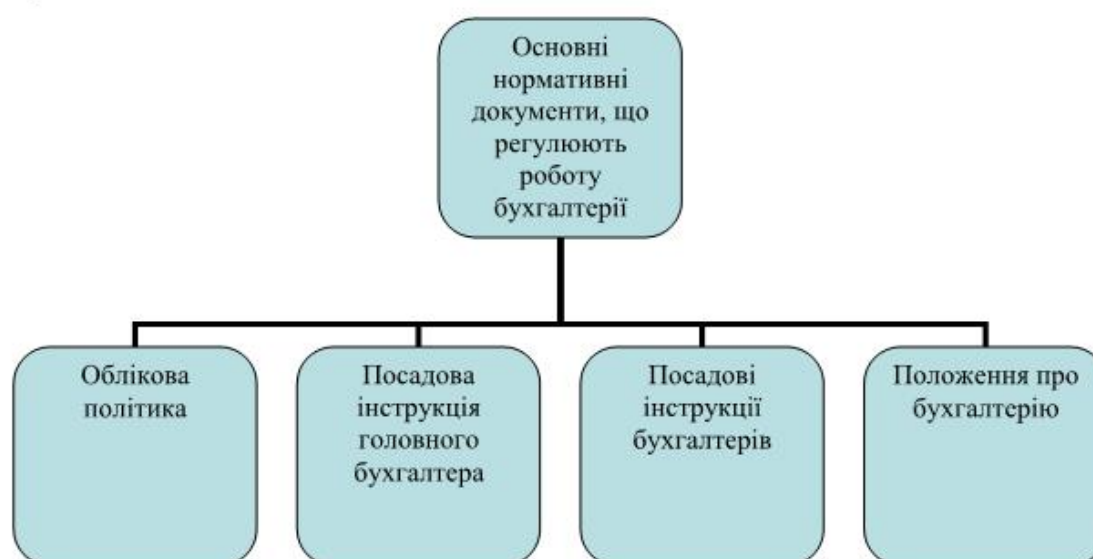 Основні
нормативні
документи, що
регулюють
роботу
бухгалтерії
Облікова
політика
Посадова
інструкція
головного
бухгалтера
Посадові
інструкції
бухгалтерів
Положення про
бухгалтерію